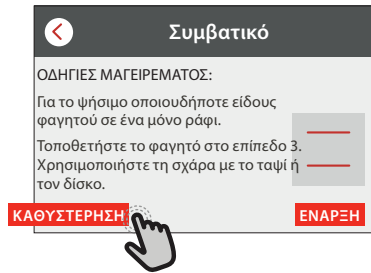 Συμβατικό
ΟΔΗΓΙΕΣ ΜΑΓΕΙΡΕΜΑΤΟΣ:
Για το ψήσιμο οποιουδήποτε είδους
φαγητού σε ένα μόνο ράφι.
Τοποθετήστε το φαγητό στο επίπεδο 3.
Χρησιμοποιήστε τη σχάρα με το ταψί ή
τον δίσκο.
ΚΑΘΥΣΤΕΡΗΣΗ ΕΝΑΡΞΗ